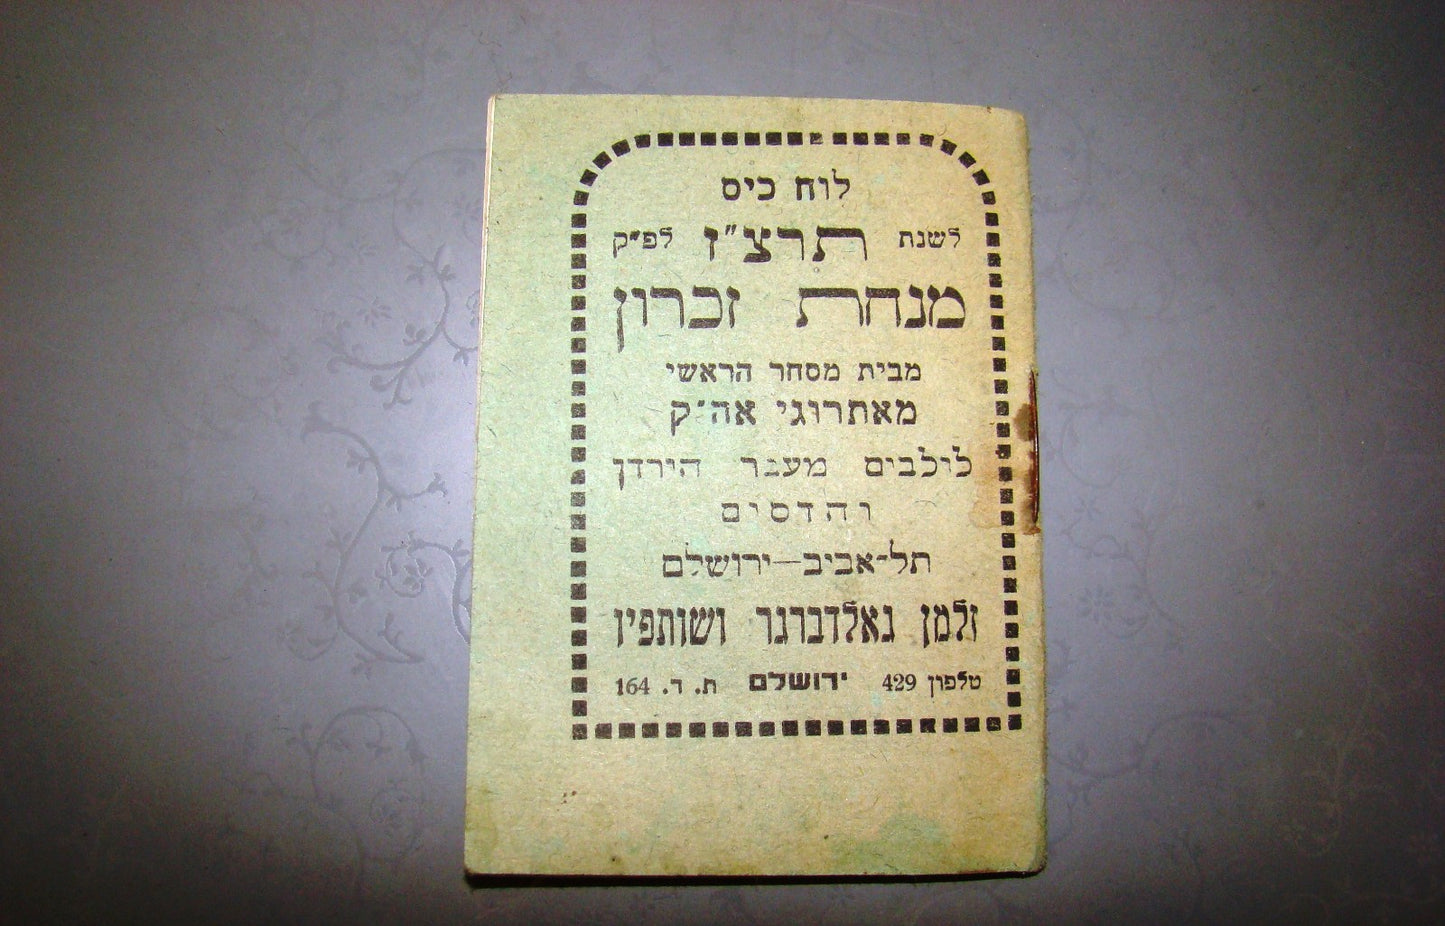 לוח כיס
לשנת תרצ"ז לפ"ק
מנחת זכרון
מבית מסחר הראשי
מאתרוגי אה"ק
לולבים מעבר הירדן
והדסים
תל-אביב—ירושלם
זלמן גאלדברגר ושותפיו
טלפון 429 ירושלם ת. ד. 164